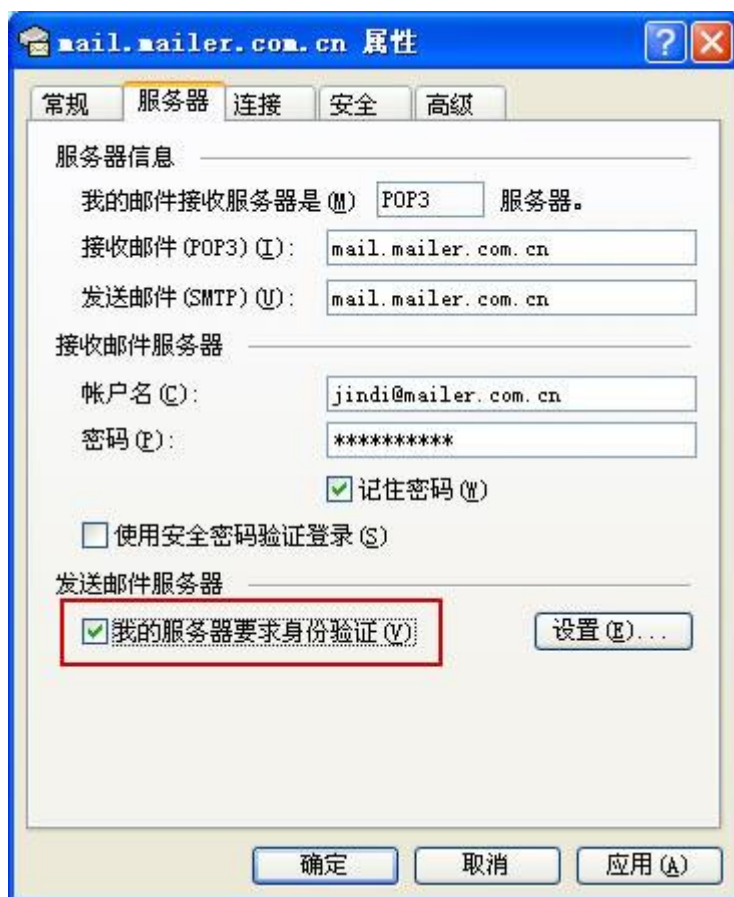 mail.mailer.com.cn 属性
常规 服务器 连接 安全 高级
服务器信息
我的邮件接收服务器是(M) POP3 服务器。
接收邮件(POP3)(I): mail.mailer.com.cn
发送邮件(SMTP)(U): mail.mailer.com.cn
接收邮件服务器
帐户名(C): jindi@mailer.com.cn
密码(P): **********
记住密码(W)
使用安全密码验证登录(S)
发送邮件服务器
我的服务器要求身份验证(V) 设置(E)...
确定 取消 应用(A)